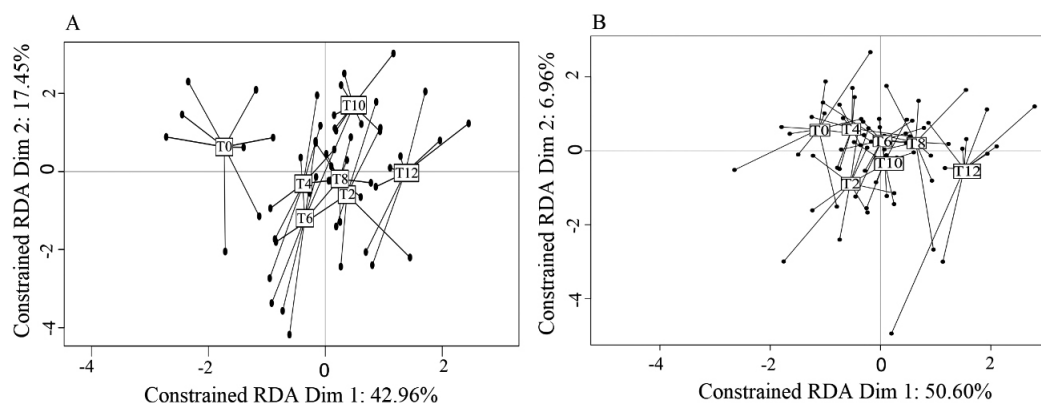 A
Constrained RDA Dim 2: 17.45%
2
0
-2
-4
T0
T10
T4
T8
T12
T6
T2
-4
-2
0
2
Constrained RDA Dim 1: 42.96%
B
Constrained RDA Dim 2: 6.96%
2
0
-2
-4
T0
T4
T6
T8
T10
T2
T12
-4
-2
0
2
Constrained RDA Dim 1: 50.60%